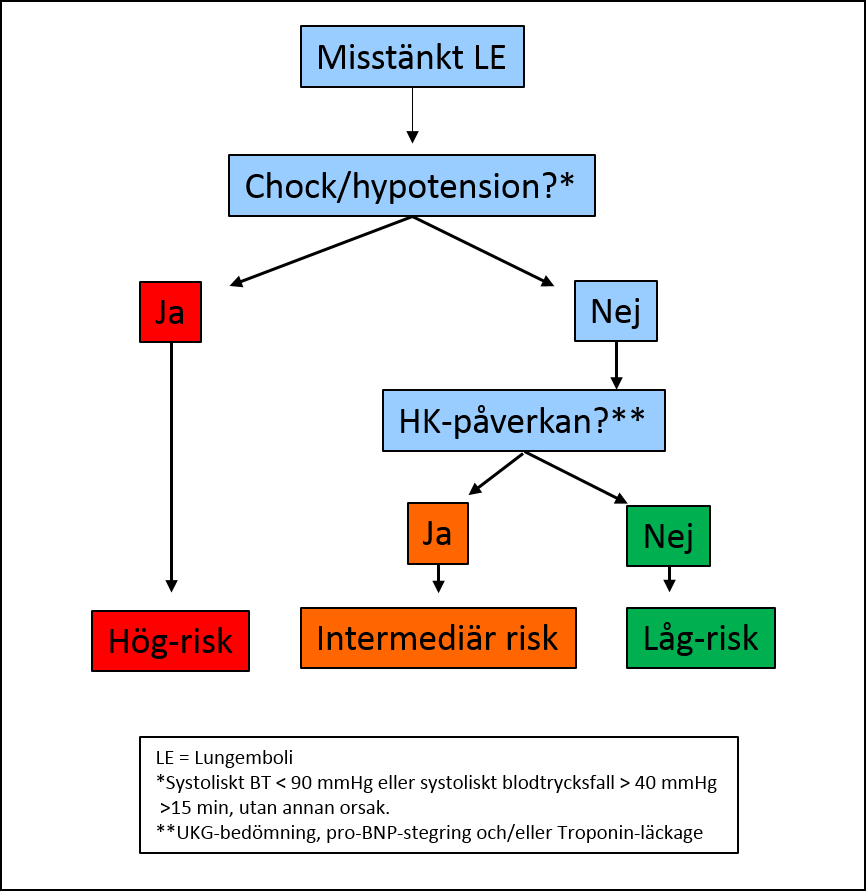 Misstänkt LE
Chock/hypotension?*
Ja
Nej
HK-påverkan?**
Ja
Nej
Hög-risk
Intermediär risk
Låg-risk
LE = Lungemboli
*Systoliskt BT < 90 mmHg eller systoliskt blodtrycksfall > 40 mmHg
>15 min, utan annan orsak.
**UKG-bedömning, pro-BNP-stegring och/eller Troponin-läckage